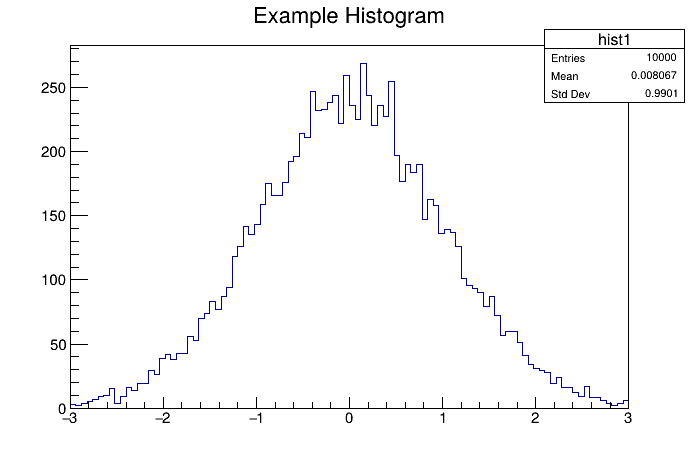 Example Histogram
hist1
Entries 10000
Mean 0.008067
Std Dev 0.9901
250
200
150
100
50
0
−3 −2 −1 0 1 2 3